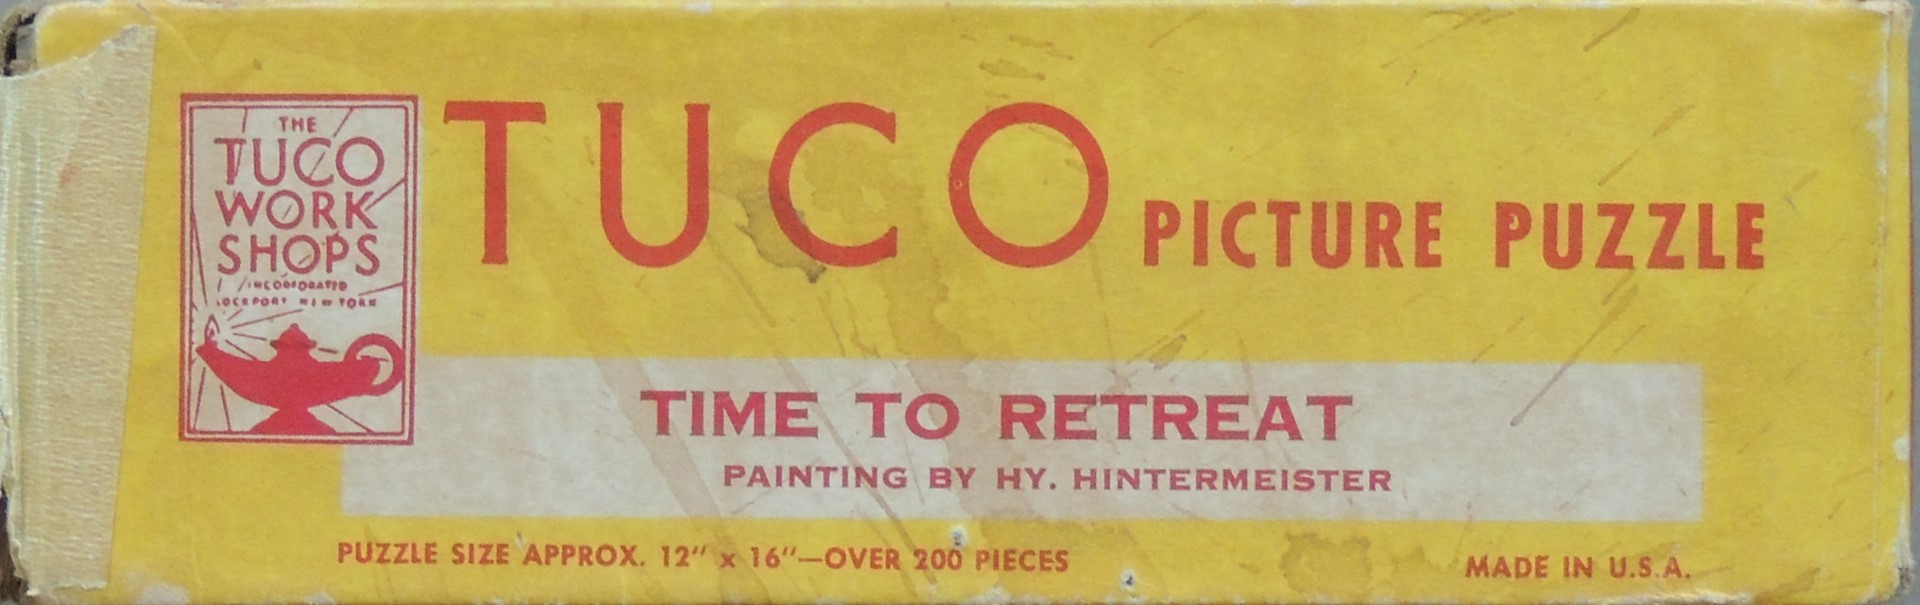 THE
TUCO
WORK
SHOPS
INCORPORATED
LOCKPORT NEW YORK
TUCO PICTURE PUZZLE
TIME TO RETREAT
PAINTING BY HY. HINTERMEISTER
PUZZLE SIZE APPROX. 12" x 16"—OVER 200 PIECES
MADE IN U.S.A.